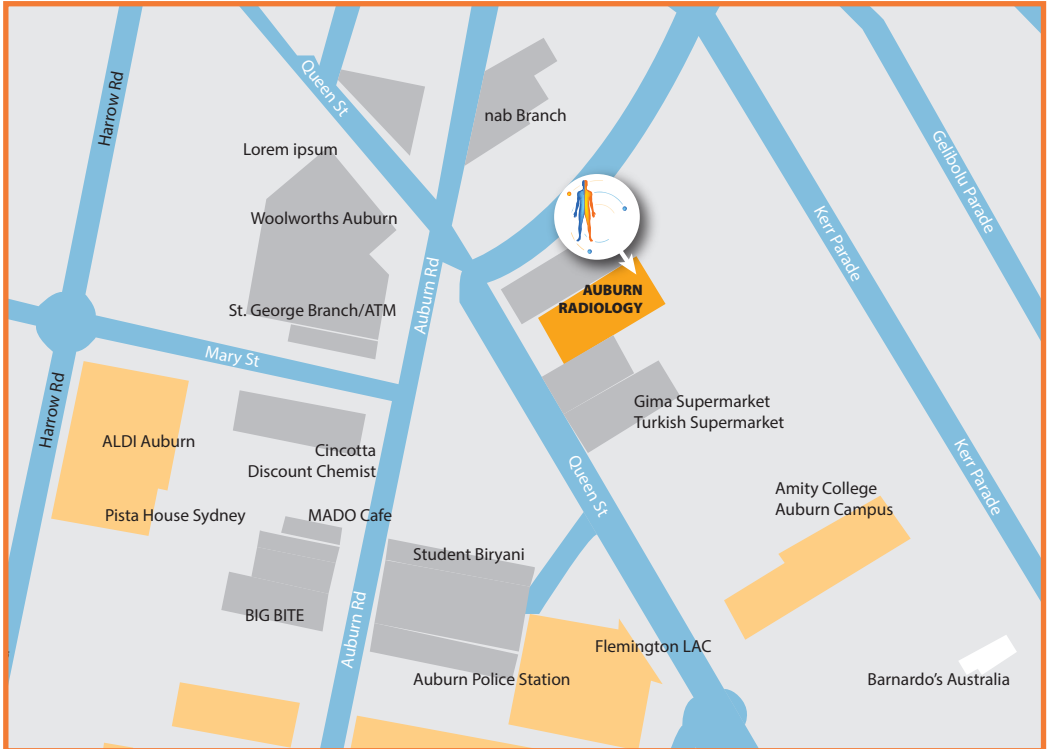 Harrow Rd
Queen St
nab Branch
Lorem ipsum
Gelibolu Parade
Woolworths Auburn
Kerr Parade
Auburn Rd
AUBURN
RADIOLOGY
St. George Branch/ATM
Mary St
Harrow Rd
Gima Supermarket
Turkish Supermarket
ALDI Auburn
Cincotta
Discount Chemist
Queen St
Kerr Parade
Amity College
Auburn Campus
Pista House Sydney
MADO Cafe
Student Biryani
BIG BITE
Auburn Rd
Flemington LAC
Auburn Police Station
Barnardo’s Australia